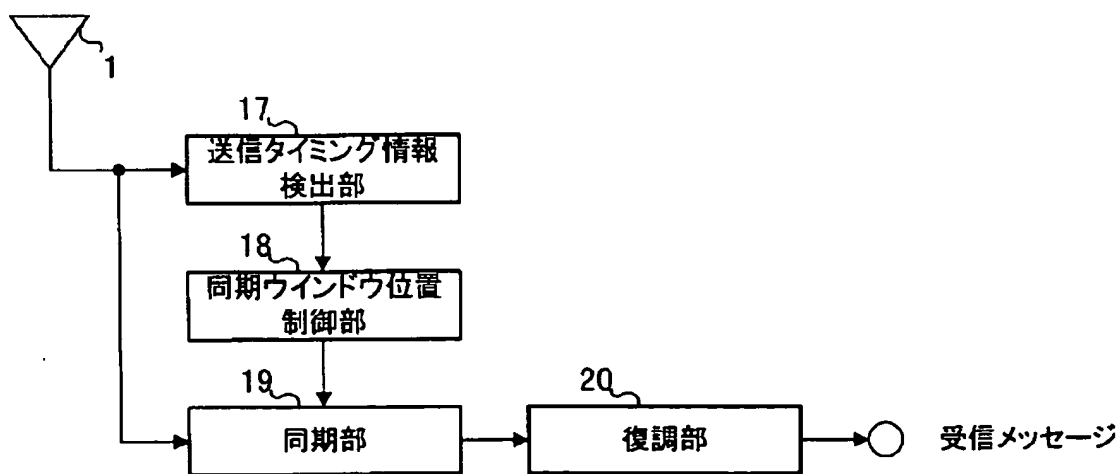 1
17
送信タイミング情報
検出部
18
同期ウインドウ位置
制御部
19
同期部
20
復調部
受信メッセージ